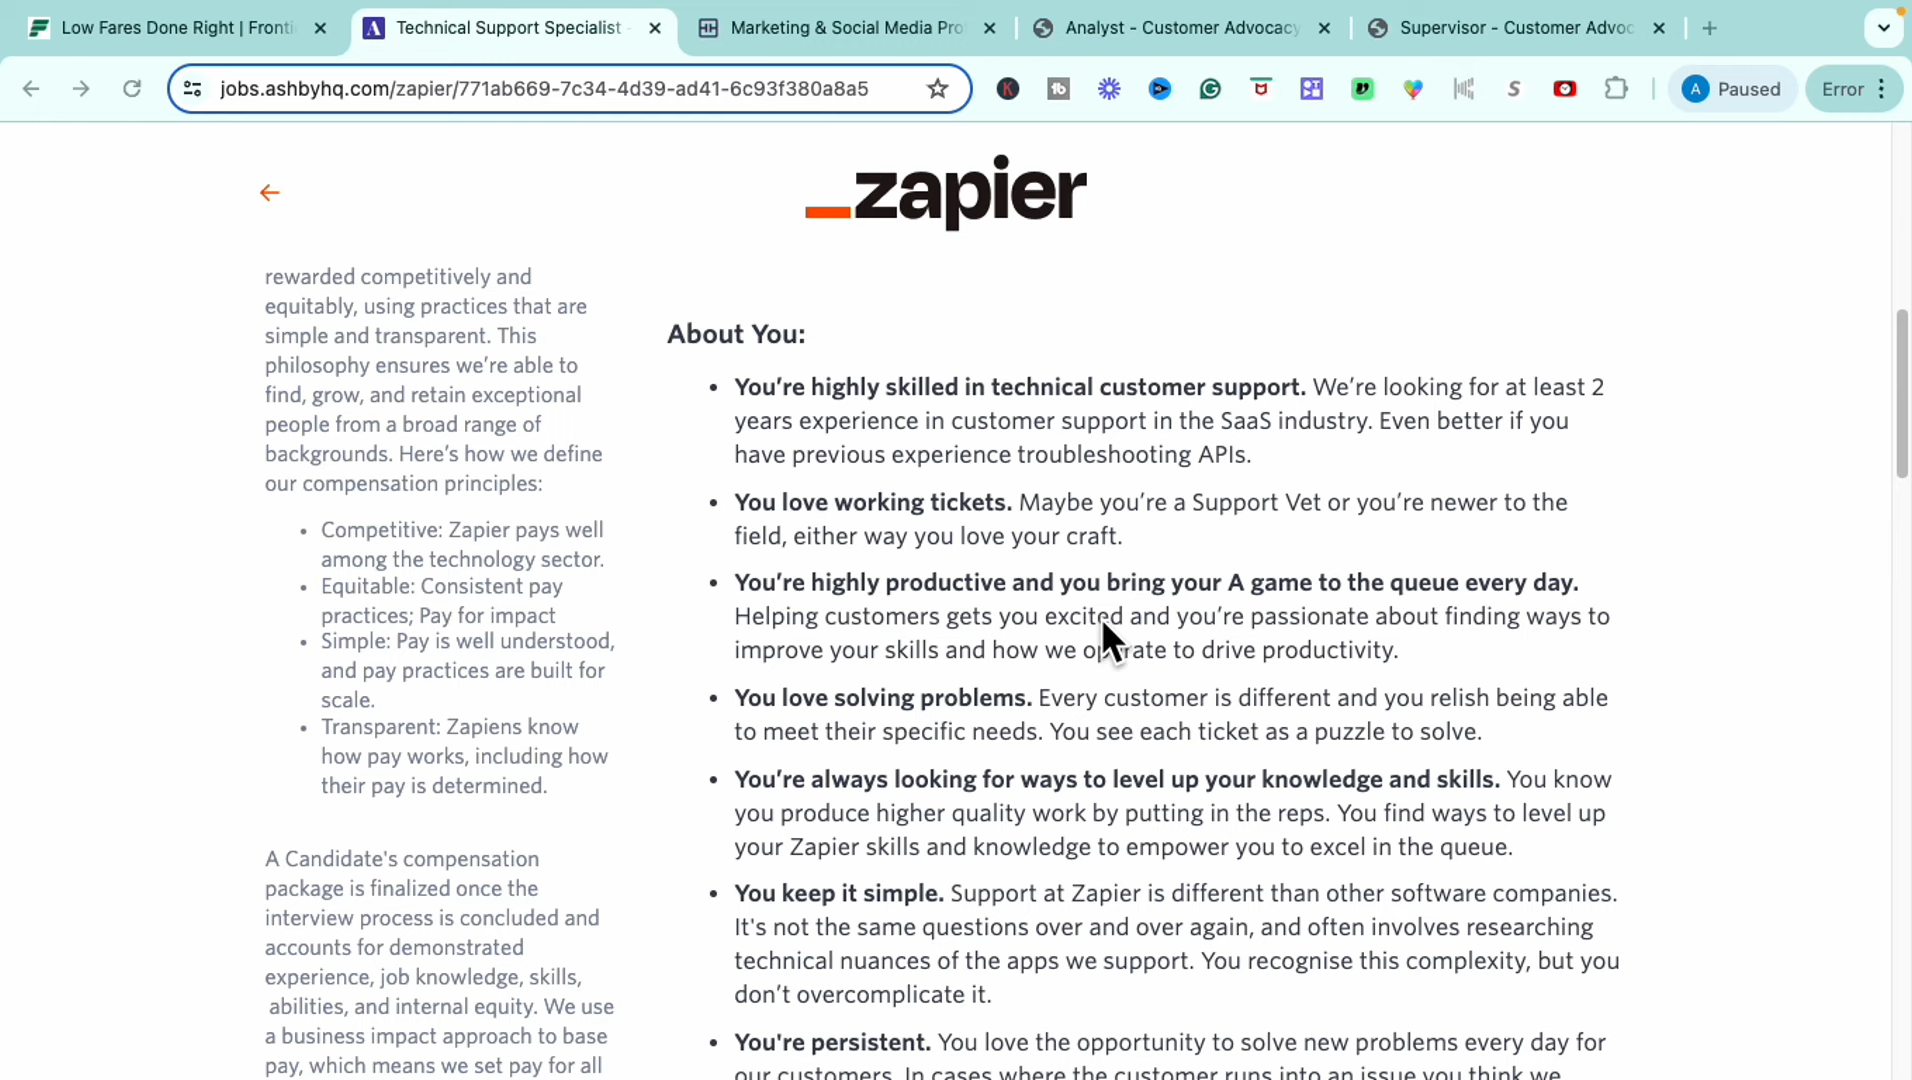 Low Fares Done Right | Fronti
Technical Support Specialist -
Marketing & Social Media Pro
Analyst - Customer Advocacy
Supervisor - Customer Advoc
jobs.ashbyhq.com/zapier/771ab669-7c34-4d39-ad41-6c93f380a8a5
A Paused
Error
_zapier
rewarded competitively and
equitably, using practices that are
simple and transparent. This
philosophy ensures we’re able to
find, grow, and retain exceptional
people from a broad range of
backgrounds. Here’s how we define
our compensation principles:
• Competitive: Zapier pays well
among the technology sector.
• Equitable: Consistent pay
practices; Pay for impact
• Simple: Pay is well understood,
and pay practices are built for
scale.
• Transparent: Zapiens know
how pay works, including how
their pay is determined.
A Candidate's compensation
package is finalized once the
interview process is concluded and
accounts for demonstrated
experience, job knowledge, skills,
abilities, and internal equity. We use
a business impact approach to base
pay, which means we set pay for all
About You:
• You’re highly skilled in technical customer support. We’re looking for at least 2
years experience in customer support in the SaaS industry. Even better if you
have previous experience troubleshooting APIs.
• You love working tickets. Maybe you’re a Support Vet or you’re newer to the
field, either way you love your craft.
• You’re highly productive and you bring your A game to the queue every day.
Helping customers gets you excited and you’re passionate about finding ways to
improve your skills and how we operate to drive productivity.
• You love solving problems. Every customer is different and you relish being able
to meet their specific needs. You see each ticket as a puzzle to solve.
• You’re always looking for ways to level up your knowledge and skills. You know
you produce higher quality work by putting in the reps. You find ways to level up
your Zapier skills and knowledge to empower you to excel in the queue.
• You keep it simple. Support at Zapier is different than other software companies.
It's not the same questions over and over again, and often involves researching
technical nuances of the apps we support. You recognise this complexity, but you
don’t overcomplicate it.
• You're persistent. You love the opportunity to solve new problems every day for
our customers. In cases where the customer runs into an issue you think we